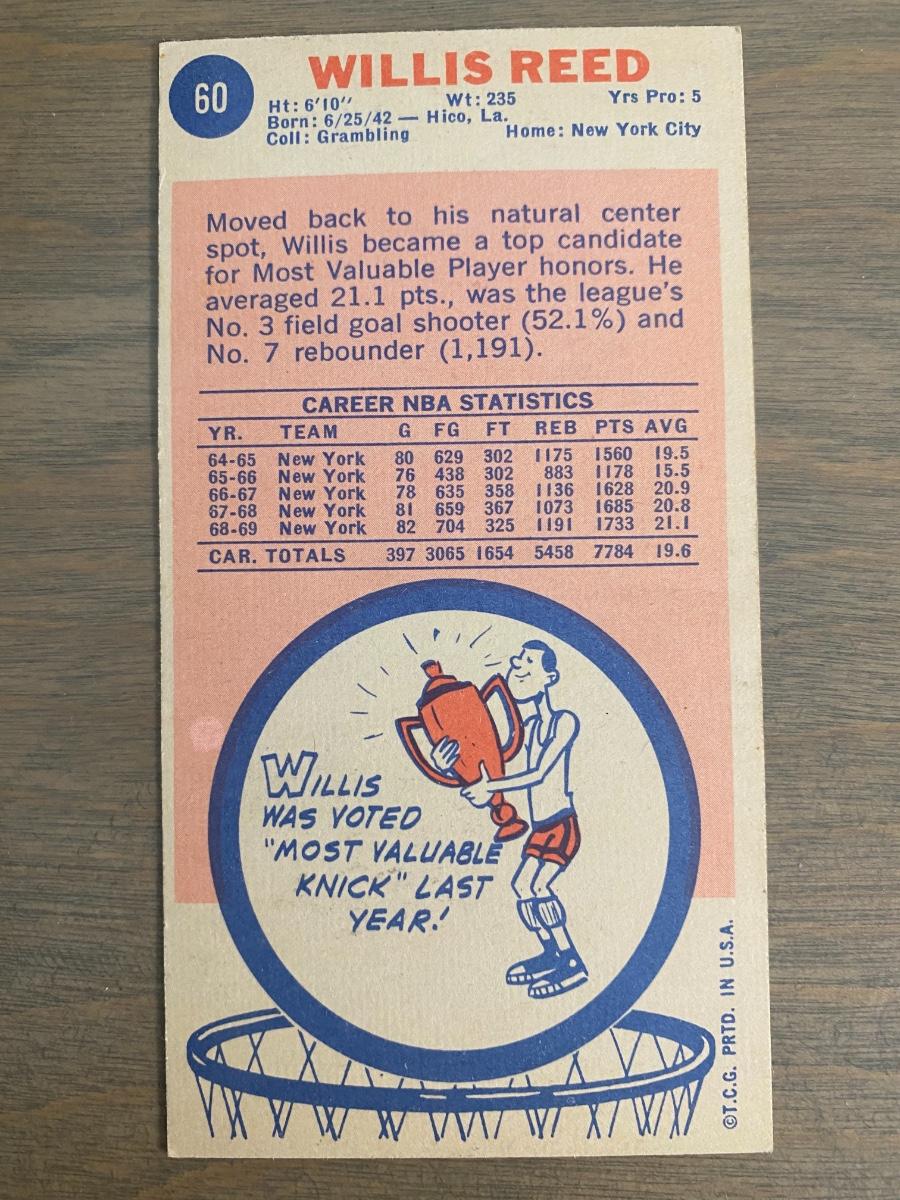 60
WILLIS REED
Ht: 6'10" Wt: 235 Yrs Pro: 5
Born: 6/25/42 — Hico, La.
Coll: Grambling Home: New York City
Moved back to his natural center
spot, Willis became a top candidate
for Most Valuable Player honors. He
averaged 21.1 pts., was the league's
No. 3 field goal shooter (52.1%) and
No. 7 rebounder (1,191).
CAREER NBA STATISTICS
YR. TEAM G FG FT REB PTS AVG
64-65 New York 80 629 302 1175 1560 19.5
65-66 New York 76 438 302 883 1178 15.5
66-67 New York 78 635 358 1136 1628 20.9
67-68 New York 81 659 367 1073 1685 20.8
68-69 New York 82 704 325 1191 1733 21.1
CAR. TOTALS 397 3065 1654 5458 7784 19.6
WILLIS
WAS VOTED
"MOST VALUABLE
KNICK" LAST
YEAR!
©T.C.G. PRTD. IN U.S.A.